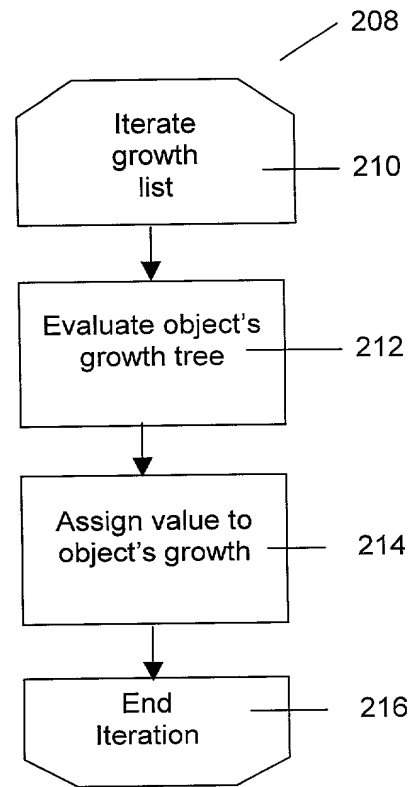 208
Iterate
growth
list
210
Evaluate object's
growth tree
212
Assign value to
object's growth
214
End
Iteration
216